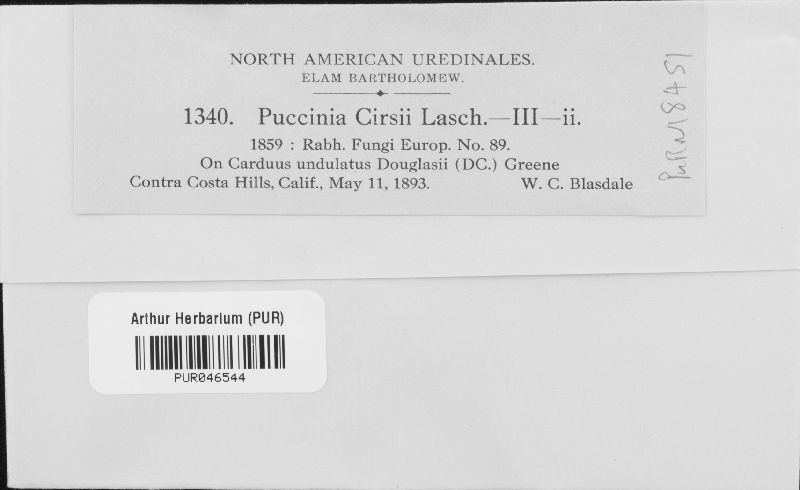 NORTH AMERICAN UREDINALES.
ELAM BARTHOLOMEW.
1340. Puccinia Cirsii Lasch.—III—ii.
1859 : Rabh. Fungi Europ. No. 89.
On Carduus undulatus Douglasii (DC.) Greene
Contra Costa Hills, Calif., May 11, 1893. W. C. Blasdale
PURN18451
Arthur Herbarium (PUR)
PUR046544